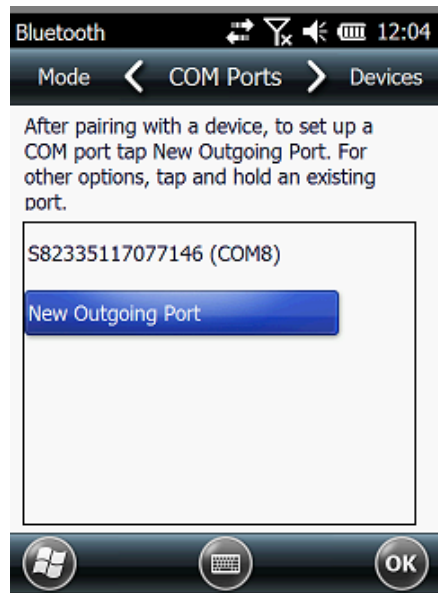 Bluetooth 12:04
Mode COM Ports Devices
After pairing with a device, to set up a
COM port tap New Outgoing Port. For
other options, tap and hold an existing
port.
S82335117077146 (COM8)
New Outgoing Port
OK